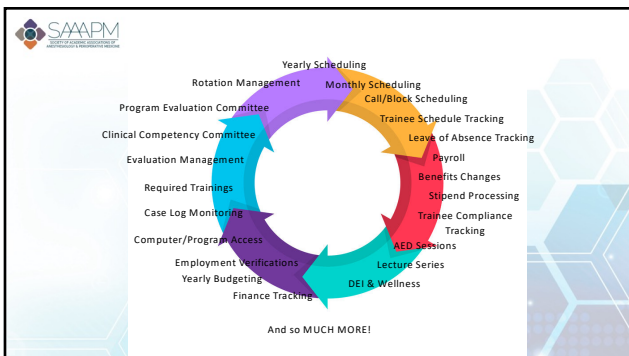 SAAAPM
SOCIETY OF ACADEMIC ASSOCIATIONS OF
ANESTHESIOLOGY & PERIOPERATIVE MEDICINE
Yearly Scheduling
Monthly Scheduling
Call/Block Scheduling
Trainee Schedule Tracking
Leave of Absence Tracking
Payroll
Benefits Changes
Stipend Processing
Trainee Compliance
Tracking
AED Sessions
Lecture Series
DEI & Wellness
Finance Tracking
Yearly Budgeting
Employment Verifications
Computer/Program Access
Case Log Monitoring
Required Trainings
Evaluation Management
Clinical Competency Committee
Program Evaluation Committee
Rotation Management
And so MUCH MORE!